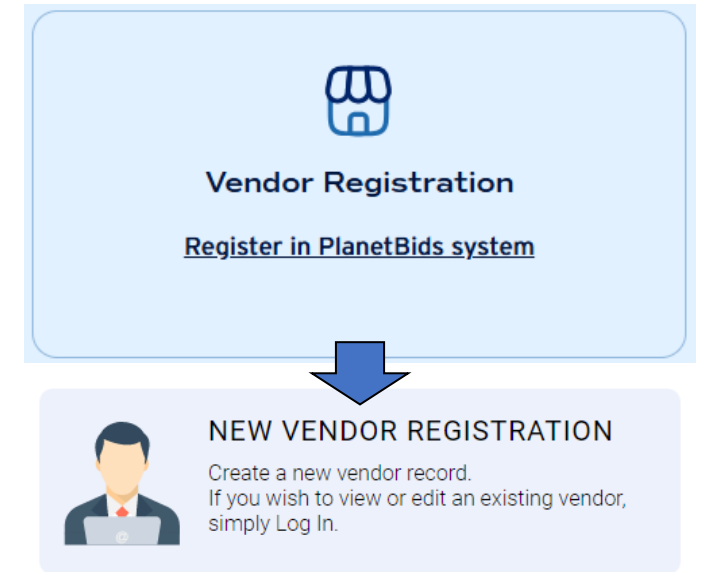 Vendor Registration
Register in PlanetBids system
NEW VENDOR REGISTRATION
Create a new vendor record.
If you wish to view or edit an existing vendor,
simply Log In.
@